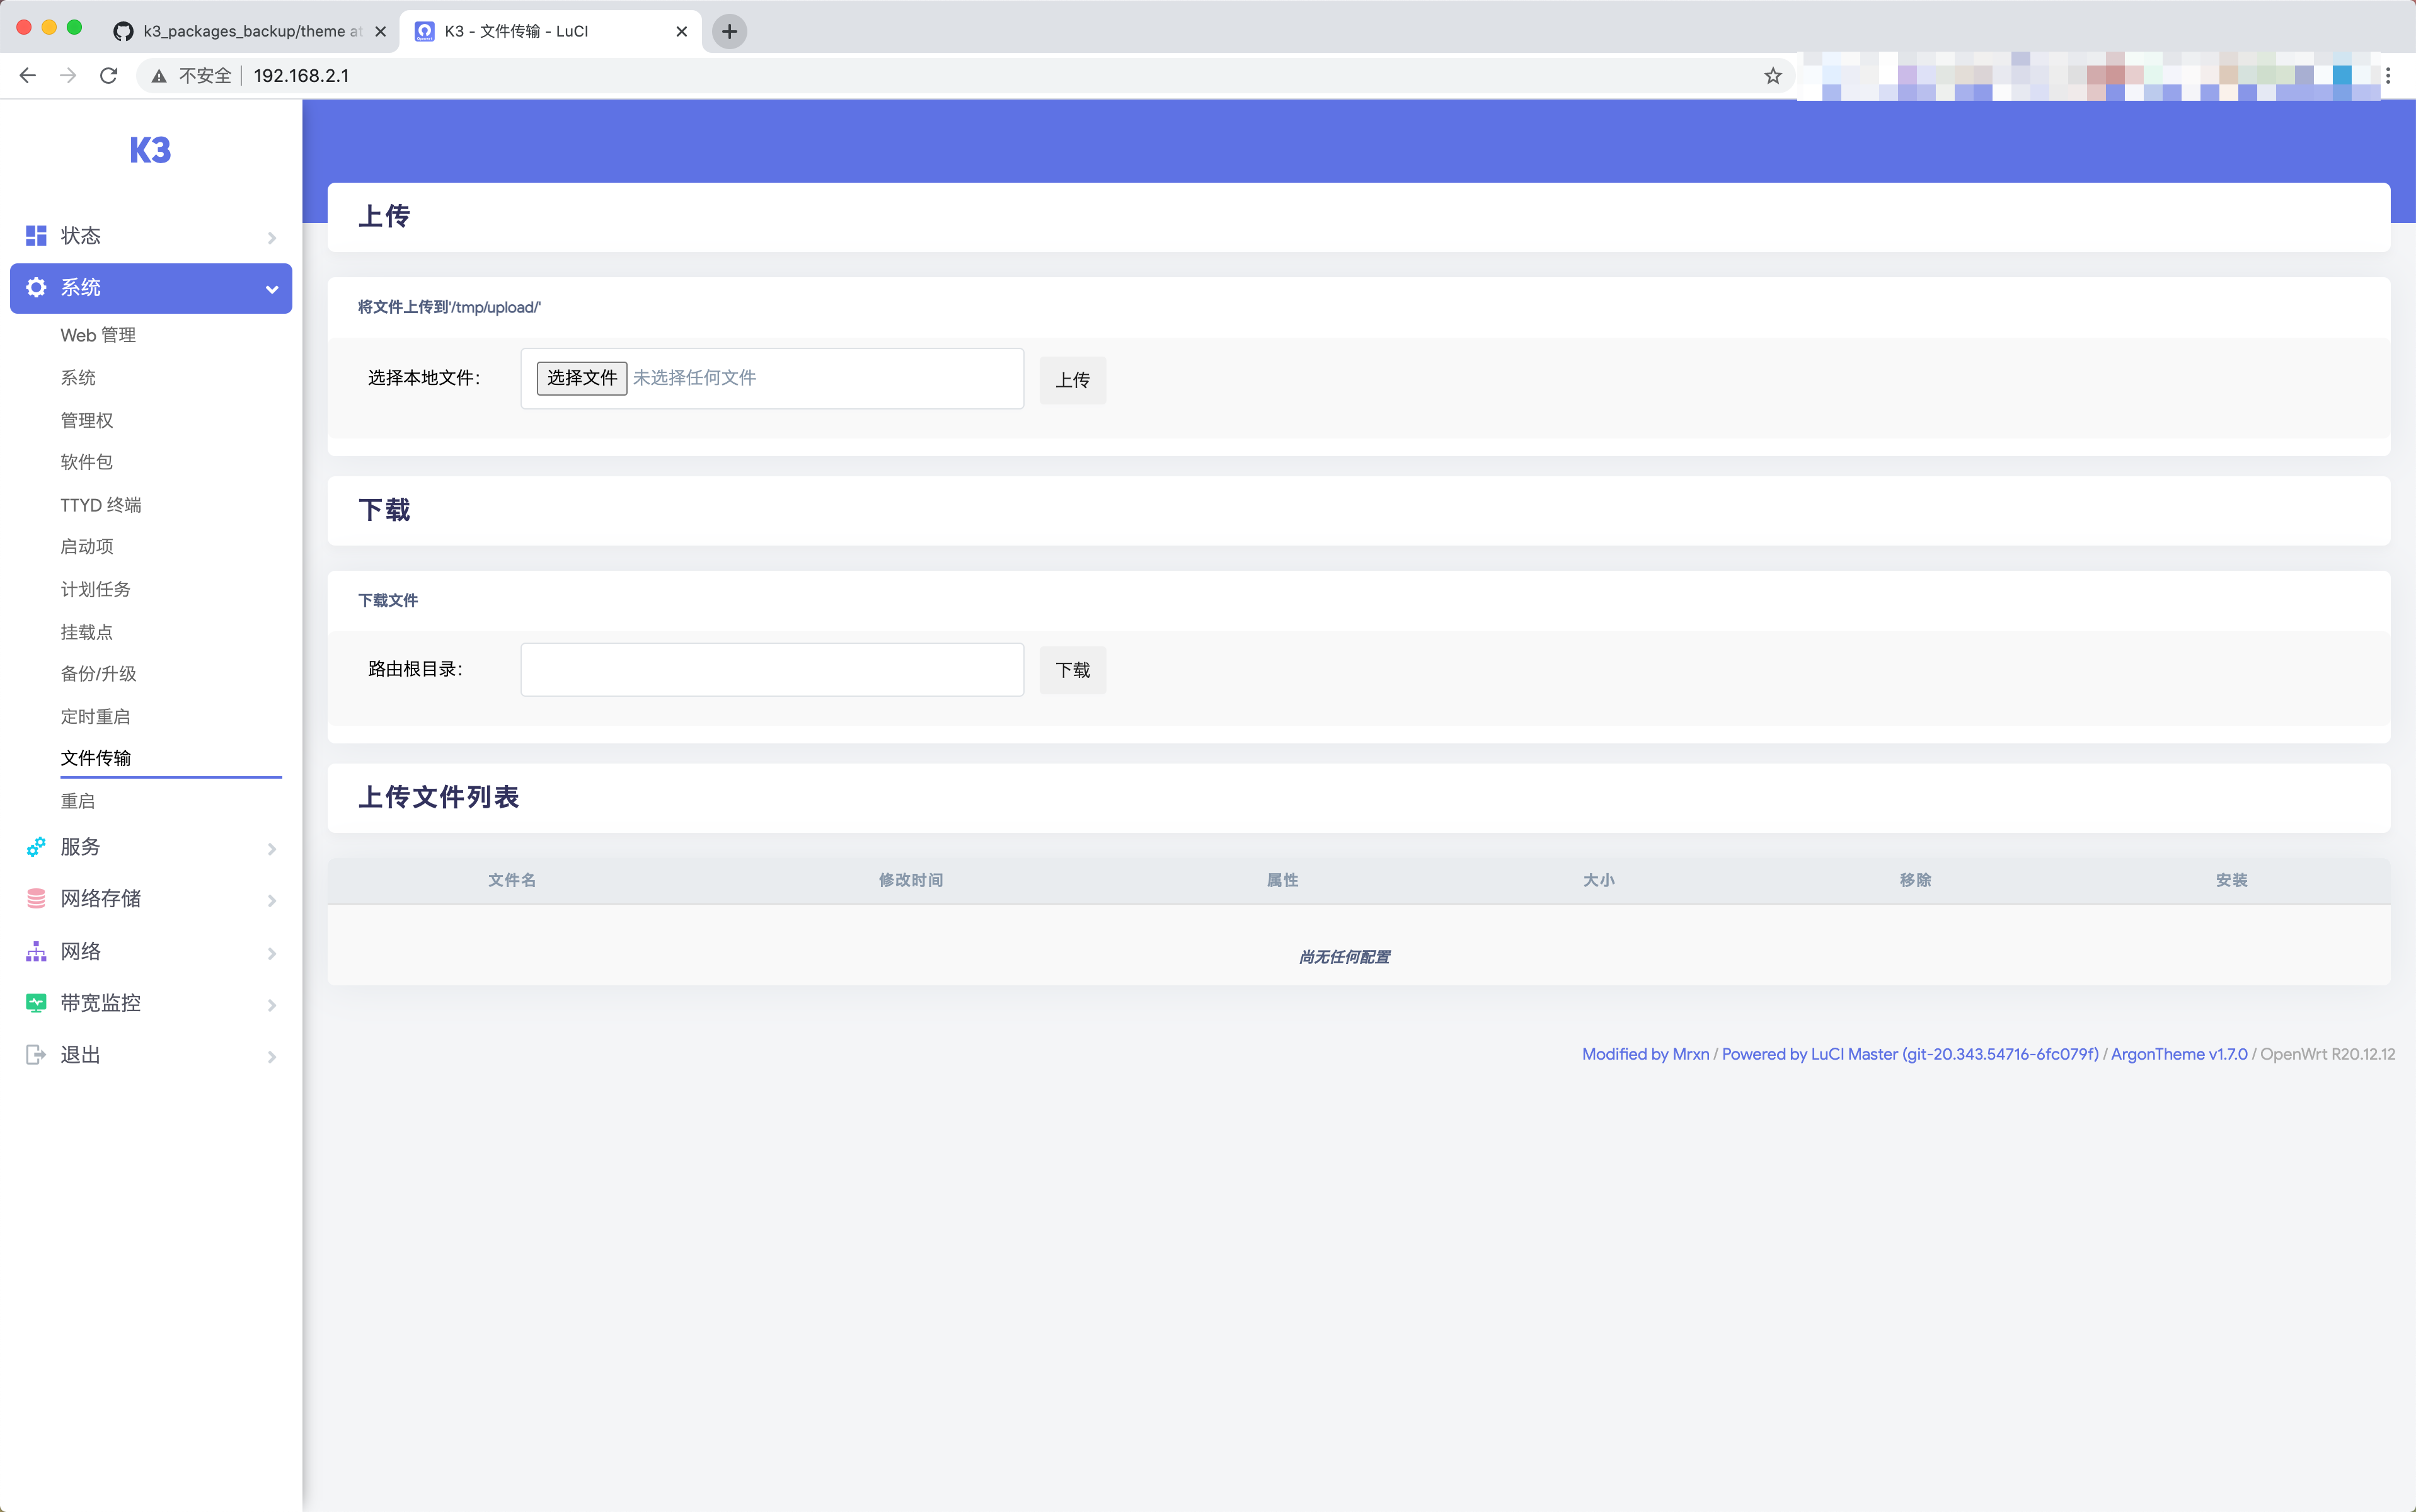 k3_packages_backup/theme at
K3 - 文件传输 - LuCI
不安全
192.168.2.1
K3
状态
系统
Web 管理
系统
管理权
软件包
TTYD 终端
启动项
计划任务
挂载点
备份/升级
定时重启
文件传输
重启
服务
网络存储
网络
带宽监控
退出
上传
将文件上传到'/tmp/upload/'
选择本地文件：
选择文件 未选择任何文件
上传
下载
下载文件
路由根目录：
下载
上传文件列表
文件名 修改时间 属性 大小 移除 安装
尚无任何配置
Modified by Mrxn / Powered by LuCI Master (git-20.343.54716-6fc079f) / ArgonTheme v1.7.0 / OpenWrt R20.12.12